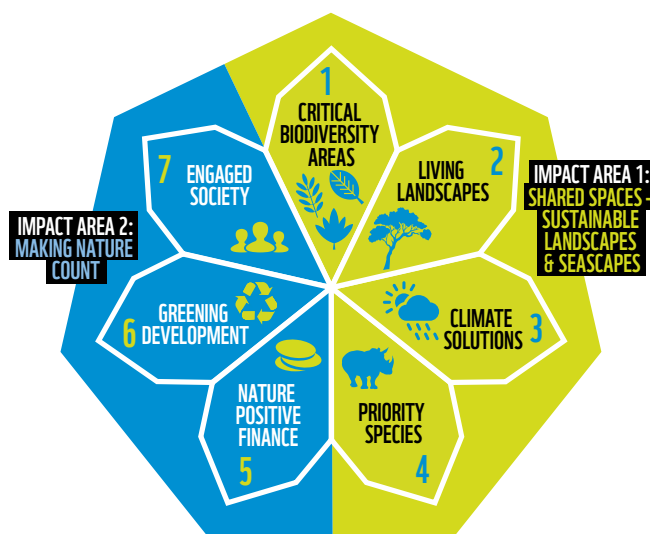 1
CRITICAL
BIODIVERSITY
AREAS
2
LIVING
LANDSCAPES
IMPACT AREA 1:
SHARED SPACES -
SUSTAINABLE
LANDSCAPES
& SEASCAPES
CLIMATE
SOLUTIONS 3
PRIORITY
SPECIES
4
NATURE
POSITIVE
FINANCE
5
GREENING
6 DEVELOPMENT
7 ENGAGED
SOCIETY
IMPACT AREA 2:
MAKING NATURE
COUNT